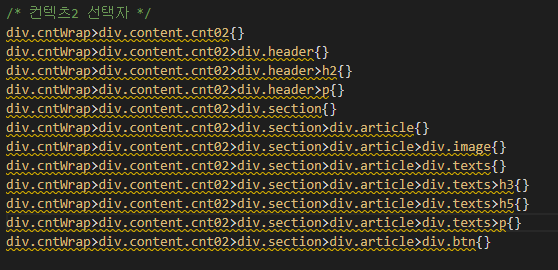 /* 컨텍츠2 선택자 */
div.cntWrap>div.content.cnt02{}
div.cntWrap>div.content.cnt02>div.header{}
div.cntWrap>div.content.cnt02>div.header>h2{}
div.cntWrap>div.content.cnt02>div.header>p{}
div.cntWrap>div.content.cnt02>div.section{}
div.cntWrap>div.content.cnt02>div.section>div.article{}
div.cntWrap>div.content.cnt02>div.section>div.article>div.image{}
div.cntWrap>div.content.cnt02>div.section>div.article>div.texts{}
div.cntWrap>div.content.cnt02>div.section>div.article>div.texts>h3{}
div.cntWrap>div.content.cnt02>div.section>div.article>div.texts>h5{}
div.cntWrap>div.content.cnt02>div.section>div.article>div.texts>p{}
div.cntWrap>div.content.cnt02>div.section>div.article>div.btn{}